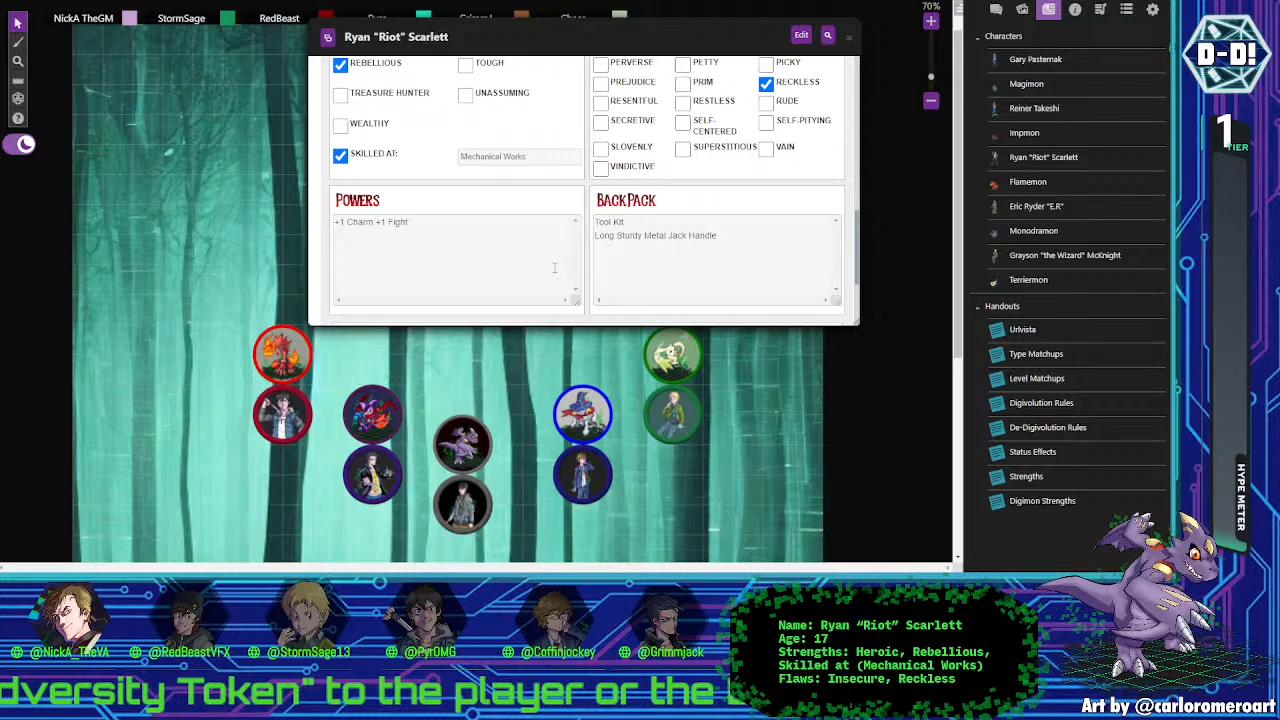 NickA TheGM
StormSage
RedBeast
70%
Ryan "Riot" Scarlett
Edit
REBELLIOUS
TOUGH
TREASURE HUNTER
UNASSUMING
WEALTHY
SKILLED AT:
Mechanical Works
PERVERSE
PETTY
PICKY
PREJUDICE
PRIM
RECKLESS
RESENTFUL
RESTLESS
RUDE
SECRETIVE
SELF-
CENTERED
SELF-PITYING
SLOVENLY
SUPERSTITIOUS
VAIN
VINDICTIVE
POWERS
+1 Charm +1 Fight
BACKPACK
Tool Kit
Long Sturdy Metal Jack Handle
Characters
Gary Pasternak
Magimon
Reiner Takeshi
Impmon
Ryan "Riot" Scarlett
Flamemon
Eric Ryder "E.R"
Monodramon
Grayson "the Wizard" McKnight
Terriermon
Handouts
Urlvista
Type Matchups
Level Matchups
Digivolution Rules
De-Digivolution Rules
Status Effects
Strengths
Digimon Strengths
D-D!
1
TIER
HYPE METER
@NickA_TheVA
@RedBeastVFX
@StormSage13
@PyrOMG
@Coffinjockey
@Grimmjack
dversity Token" to the player or the
Name: Ryan “Riot” Scarlett
Age: 17
Strengths: Heroic, Rebellious,
Skilled at (Mechanical Works)
Flaws: Insecure, Reckless
Art by @carloromeroart